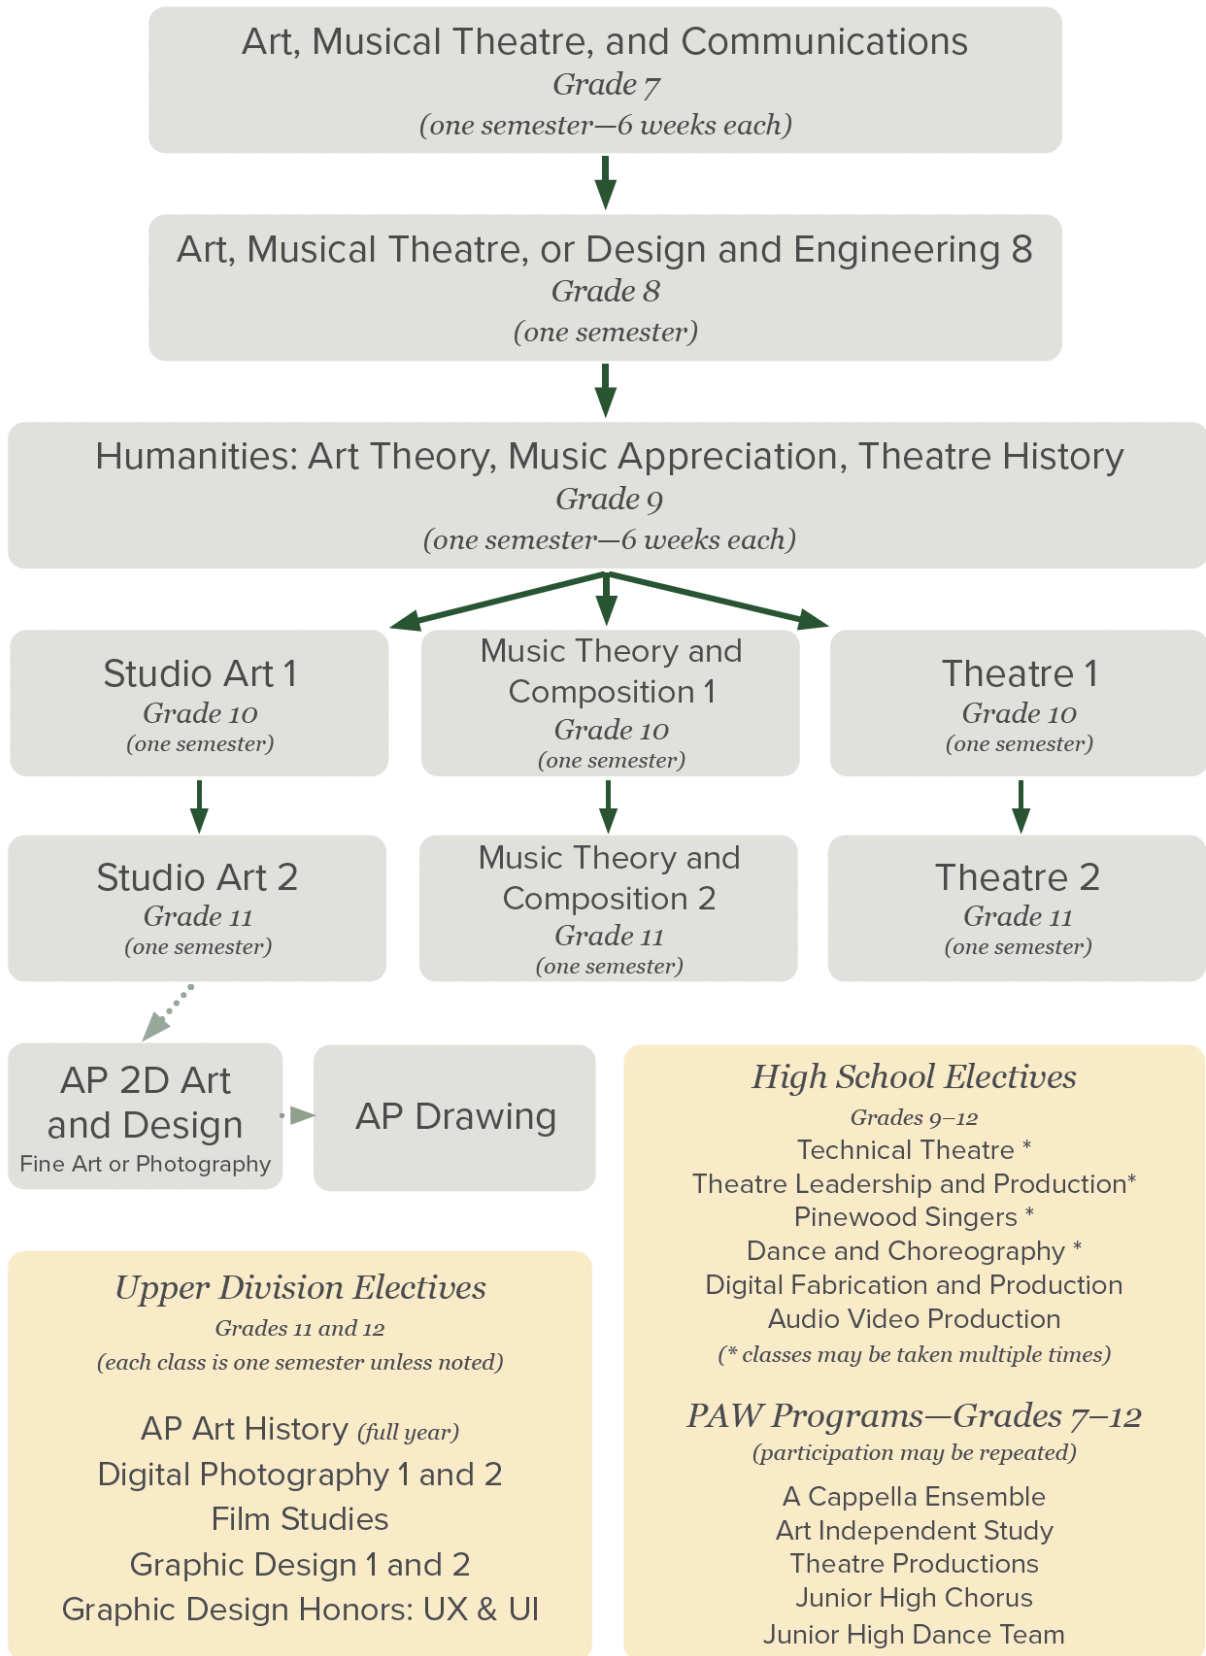 Art, Musical Theatre, and Communications
Grade 7
(one semester—6 weeks each)
Art, Musical Theatre, or Design and Engineering 8
Grade 8
(one semester)
Humanities: Art Theory, Music Appreciation, Theatre History
Grade 9
(one semester—6 weeks each)
Studio Art 1
Grade 10
(one semester)
Music Theory and
Composition 1
Grade 10
(one semester)
Theatre 1
Grade 10
(one semester)
Studio Art 2
Grade 11
(one semester)
Music Theory and
Composition 2
Grade 11
(one semester)
Theatre 2
Grade 11
(one semester)
AP 2D Art
and Design
Fine Art or Photography
AP Drawing
Upper Division Electives
Grades 11 and 12
(each class is one semester unless noted)
AP Art History (full year)
Digital Photography 1 and 2
Film Studies
Graphic Design 1 and 2
Graphic Design Honors: UX & UI
High School Electives
Grades 9–12
Technical Theatre *
Theatre Leadership and Production*
Pinewood Singers *
Dance and Choreography *
Digital Fabrication and Production
Audio Video Production
(* classes may be taken multiple times)
PAW Programs—Grades 7–12
(participation may be repeated)
A Cappella Ensemble
Art Independent Study
Theatre Productions
Junior High Chorus
Junior High Dance Team